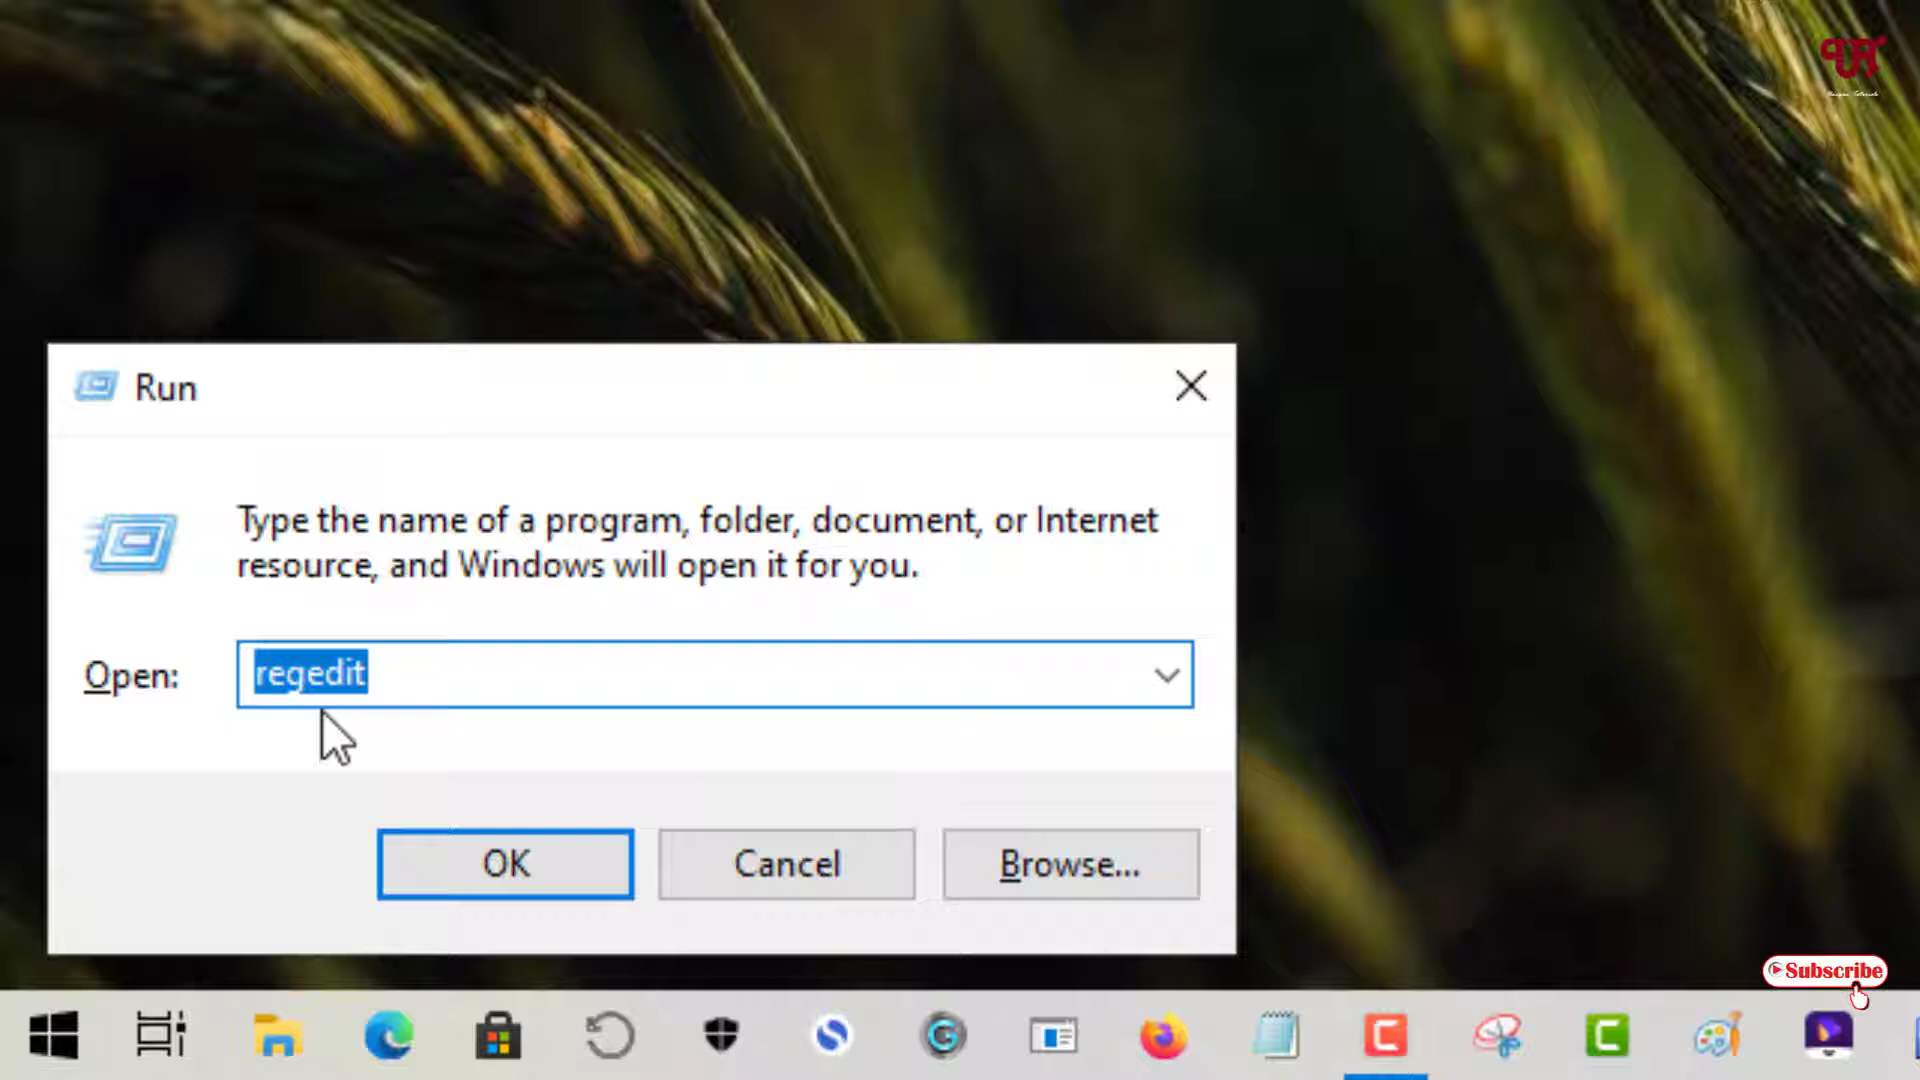 Run
Type the name of a program, folder, document, or Internet
resource, and Windows will open it for you.
Open:
regedit
OK
Cancel
Browse...
Subscribe